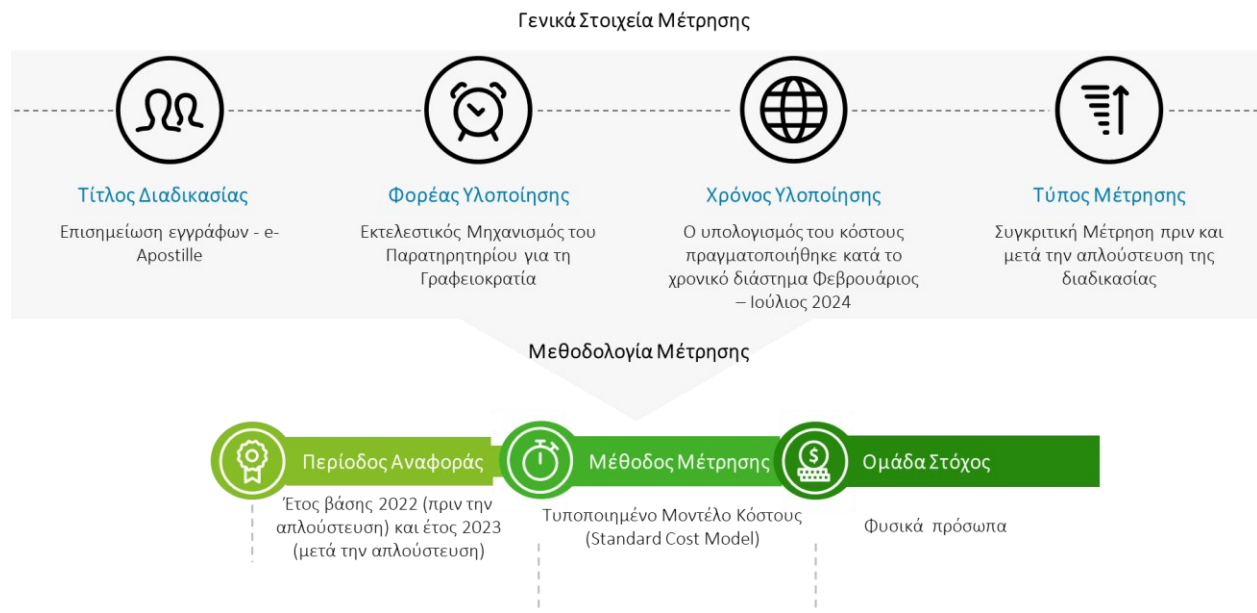 Γενικά Στοιχεία Μέτρησης
Τίτλος Διαδικασίας
Επισημείωση εγγράφων - e-
Apostille
Φορέας Υλοποίησης
Εκτελεστικός Μηχανισμός του
Παρατηρητηρίου για τη
Γραφειοκρατία
Χρόνος Υλοποίησης
Ο υπολογισμός του κόστους
πραγματοποιήθηκε κατά το
χρονικό διάστημα Φεβρουάριος
– Ιούλιος 2024
Τύπος Μέτρησης
Συγκριτική Μέτρηση πριν και
μετά την απλούστευση της
διαδικασίας
Μεθοδολογία Μέτρησης
Περίοδος Αναφοράς
Έτος βάσης 2022 (πριν την
απλούστευση) και έτος 2023
(μετά την απλούστευση)
Μέθοδος Μέτρησης
Τυποποιημένο Μοντέλο Κόστους
(Standard Cost Model)
$
Ομάδα Στόχος
Φυσικά πρόσωπα